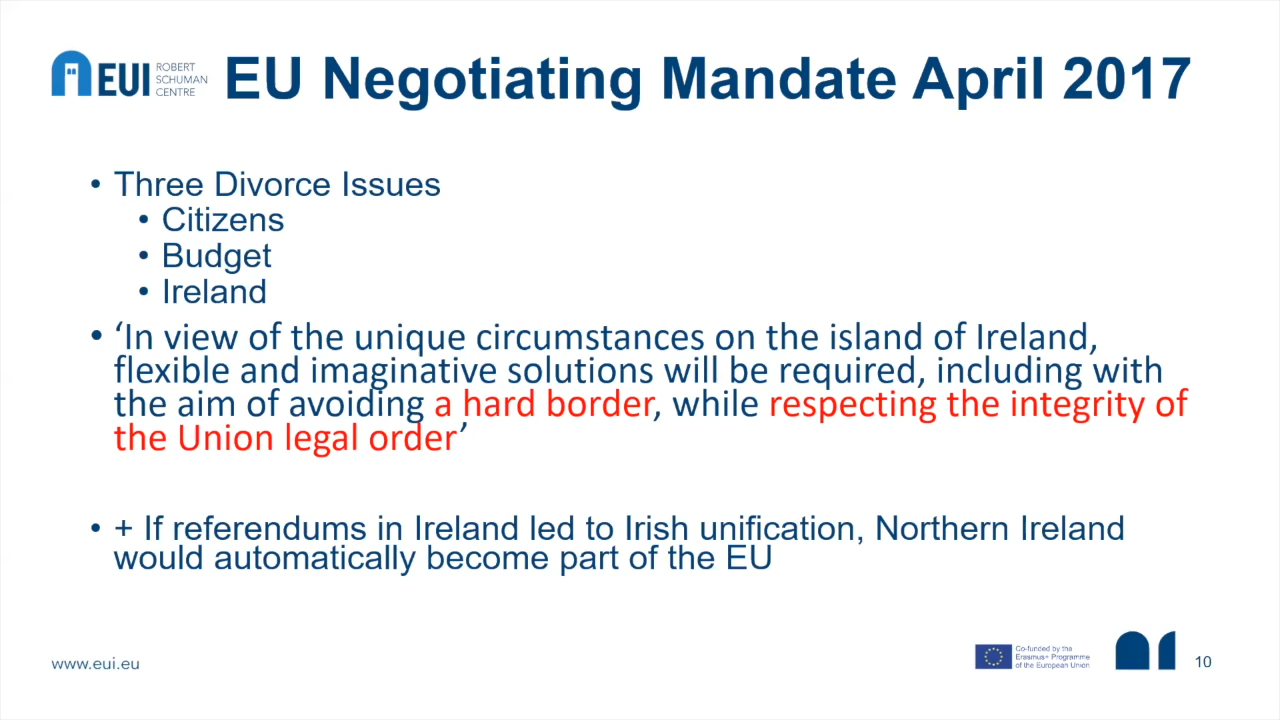 EUI
ROBERT
SCHUMAN
CENTRE
EU Negotiating Mandate April 2017
• Three Divorce Issues
• Citizens
• Budget
• Ireland
• ‘In view of the unique circumstances on the island of Ireland,
flexible and imaginative solutions will be required, including with
the aim of avoiding a hard border, while respecting the integrity of
the Union legal order’
• + If referendums in Ireland led to Irish unification, Northern Ireland
would automatically become part of the EU
www.eui.eu
Co-funded by the
Erasmus+ Programme
of the European Union
10